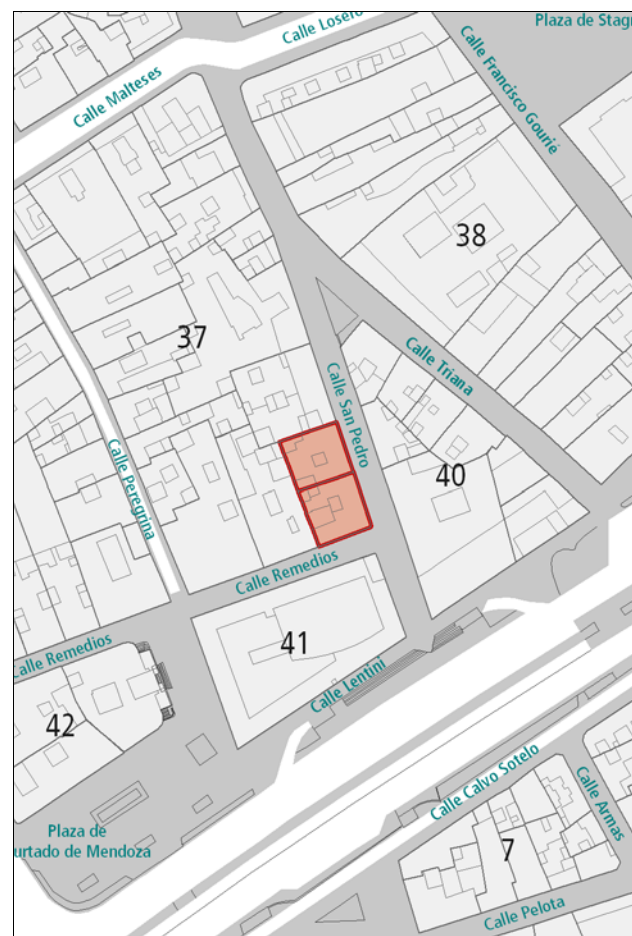 Calle Losero
Plaza de Stagn
Calle Francisco Gourié
Calle Malteses
38
37
Calle Triana
Calle San Pedro
Calle Peregrina
40
Calle Remedios
41
Calle Remedios
Calle Lentini
42
Calle Calvo Sotelo
Calle Armas
Plaza de
urtado de Mendoza
7
Calle Pelota